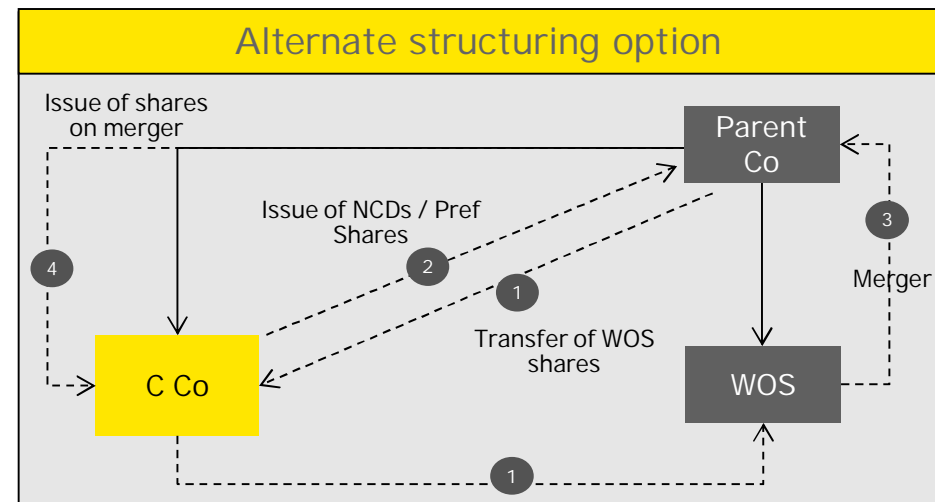 Alternate structuring option
Issue of shares
on merger
Parent
Co
Issue of NCDs / Pref
Shares
3
4
2
1
Merger
Transfer of WOS
shares
C Co
WOS
1